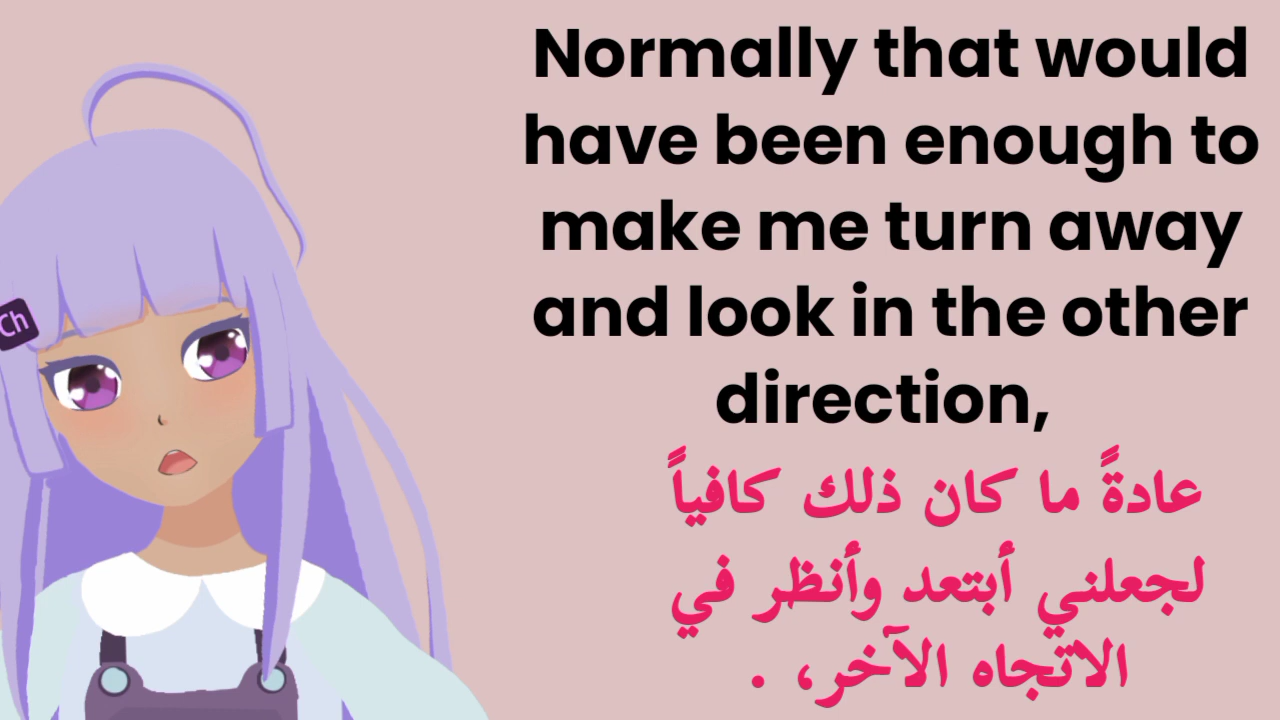 Normally that would
have been enough to
make me turn away
and look in the other
direction,
عادةً ما كان ذلك كافياً
لجعلني أبتعد وأنظر في
الاتجاه الآخر، .
Ch